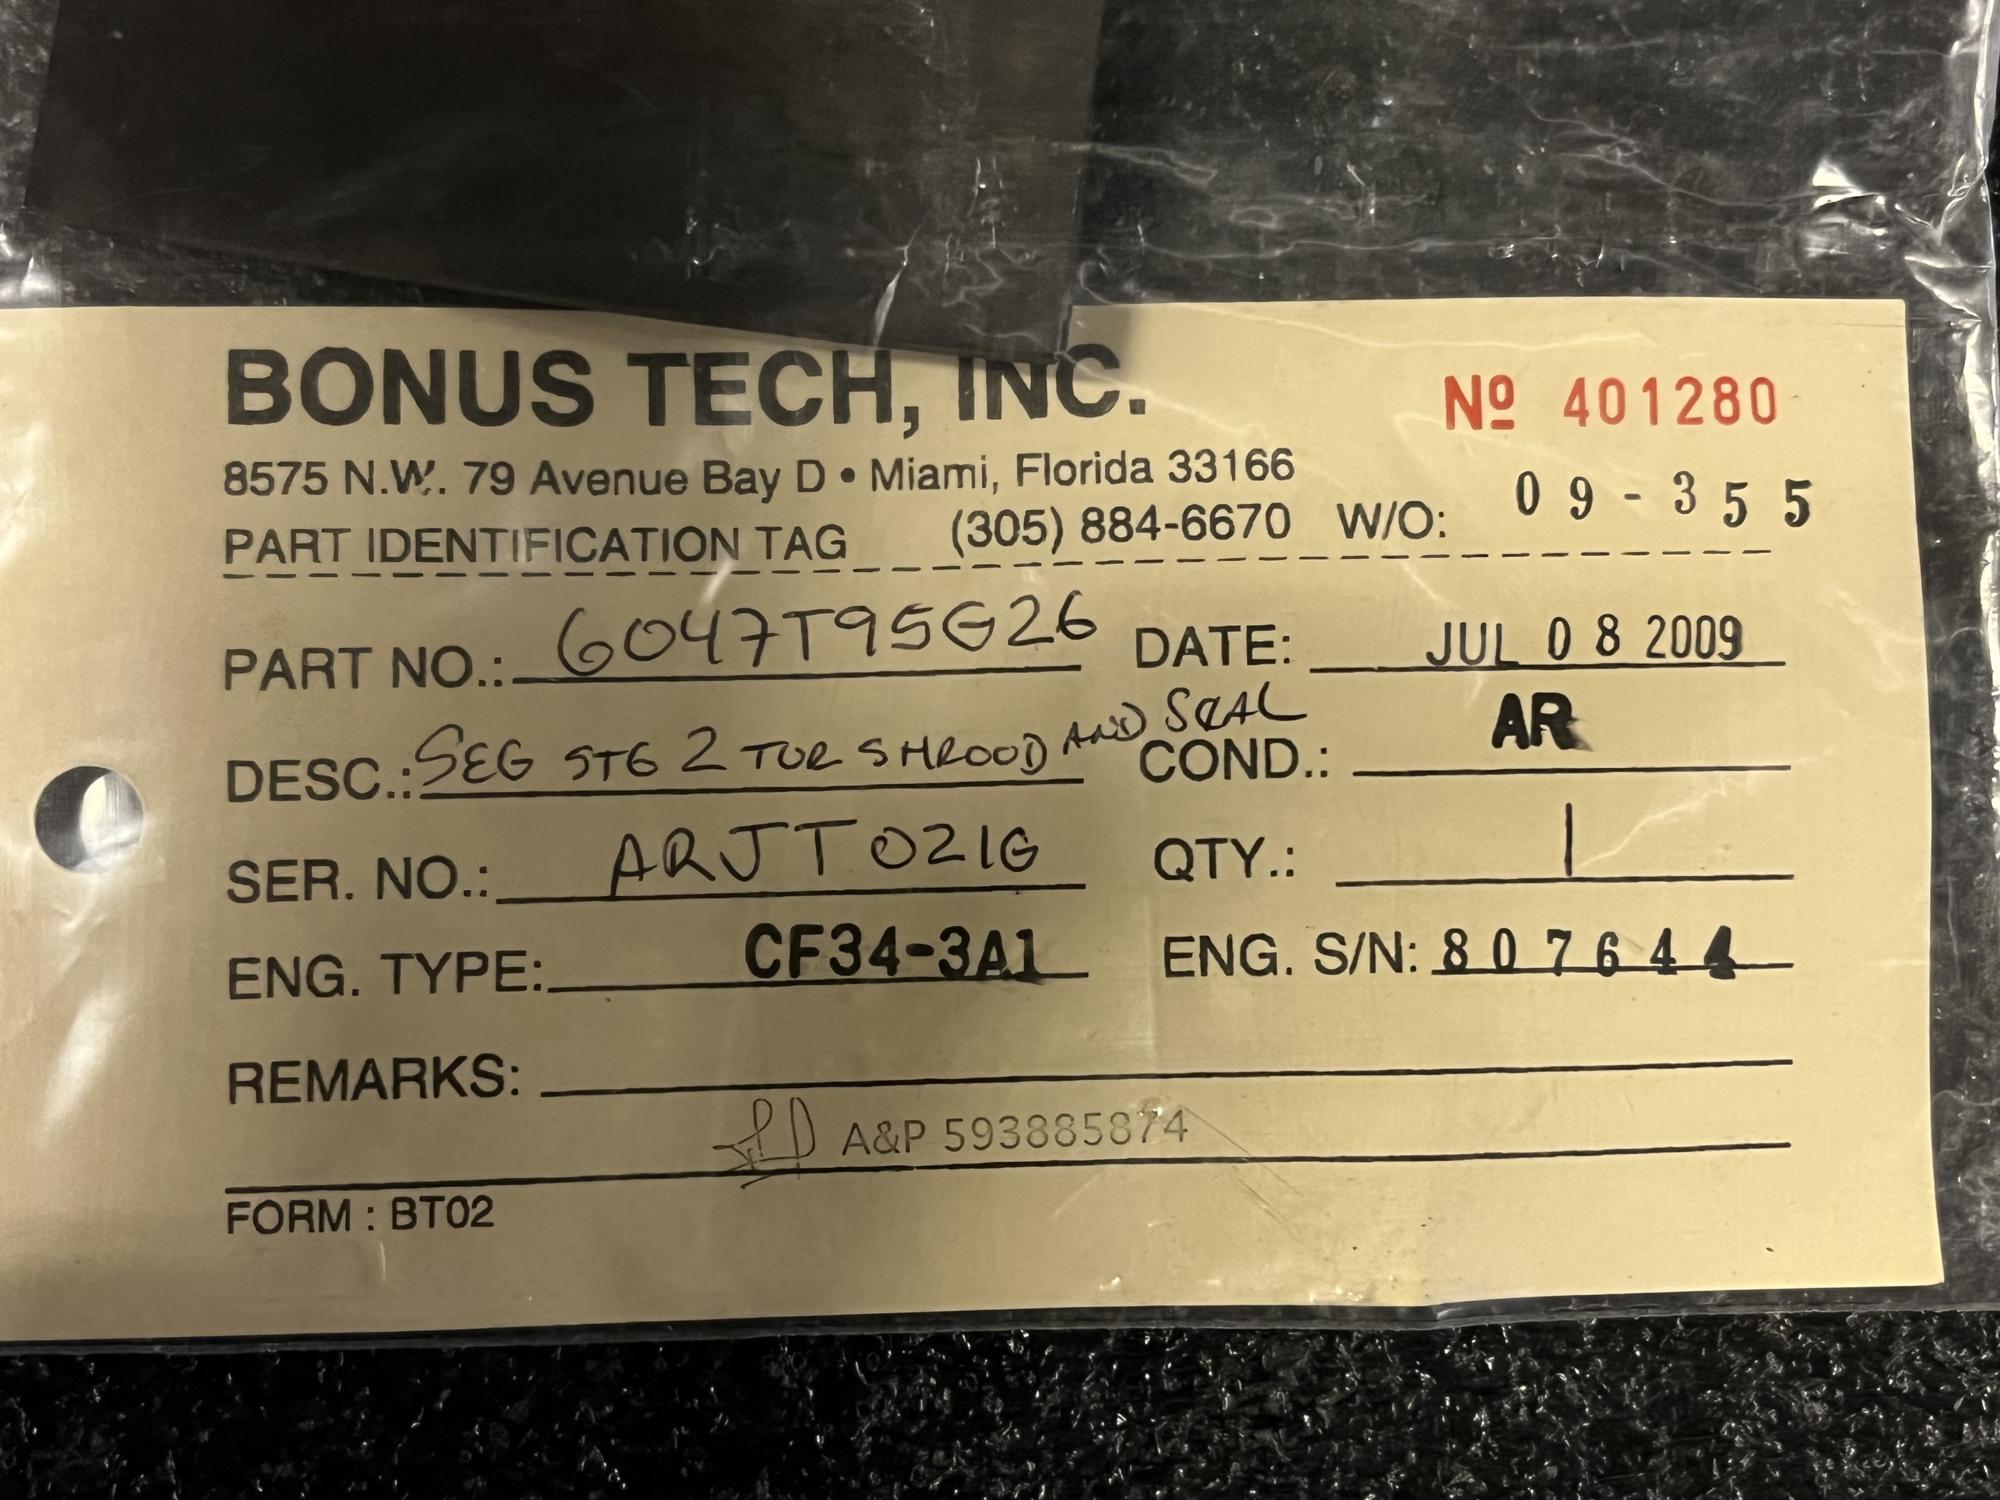 BONUS TECH, INC.
Nº 401280
8575 N.W. 79 Avenue Bay D • Miami, Florida 33166
PART IDENTIFICATION TAG (305) 884-6670 W/O: 09-355
PART NO.: 6047T95G26 DATE: JUL 08 2009
DESC.: SEG STG 2 TUR SHROOD AND SEAL COND.: AR
SER. NO.: ARJT021G QTY.: 1
ENG. TYPE: CF34-3A1 ENG. S/N: 807644
REMARKS:
A&P 593885874
FORM : BT02